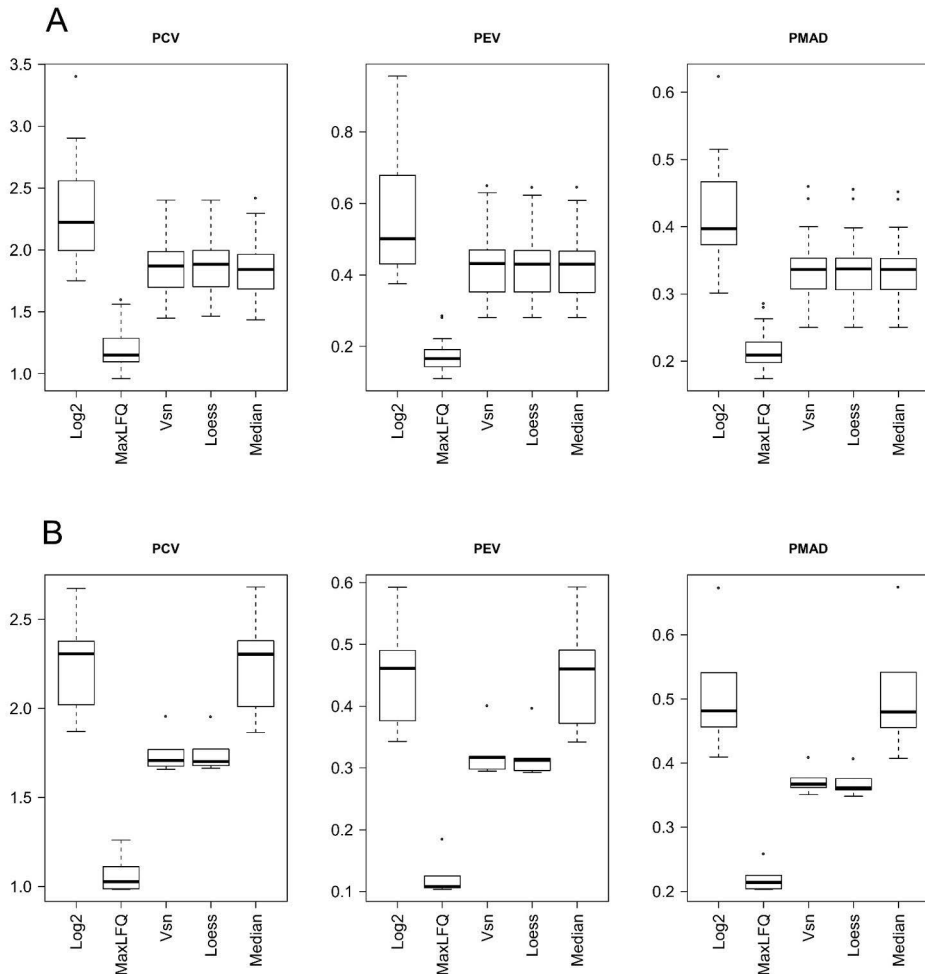 A
PCV
PEV
PMAD
3.5
3.0
2.5
2.0
1.5
1.0
0.8
0.6
0.4
0.2
0.6
0.5
0.4
0.3
0.2
Log2
MaxLFQ
Vsn
Loess
Median
Log2
MaxLFQ
Vsn
Loess
Median
Log2
MaxLFQ
Vsn
Loess
Median
B
PCV
PEV
PMAD
2.5
2.0
1.5
1.0
0.6
0.5
0.4
0.3
0.2
0.1
0.6
0.5
0.4
0.3
0.2
Log2
MaxLFQ
Vsn
Loess
Median
Log2
MaxLFQ
Vsn
Loess
Median
Log2
MaxLFQ
Vsn
Loess
Median